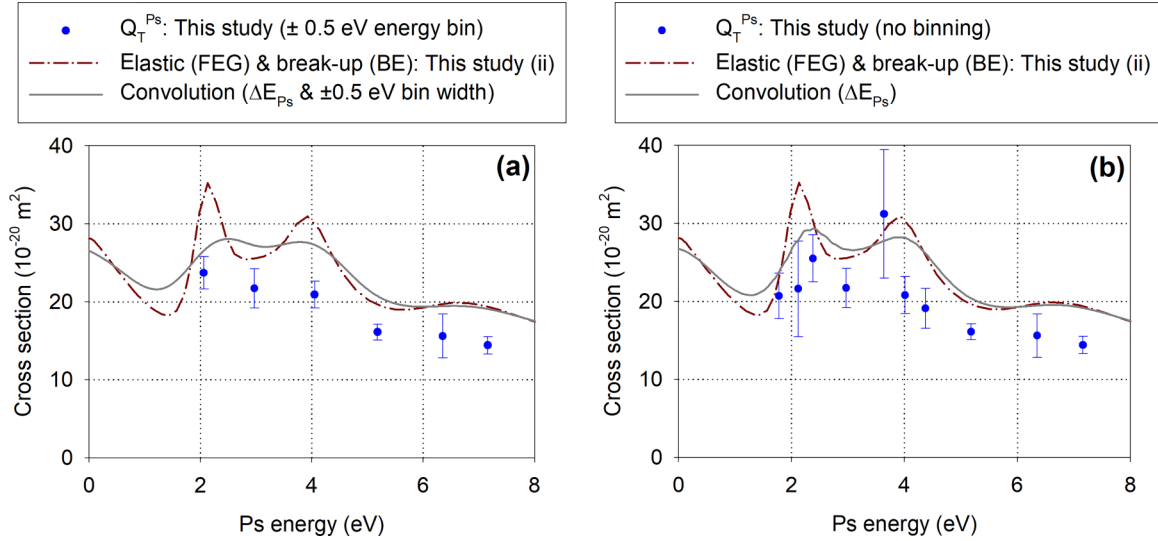 Q_T^Ps: This study (± 0.5 eV energy bin)
Elastic (FEG) & break-up (BE): This study (ii)
Convolution (ΔE_Ps & ±0.5 eV bin width)
(a)
Cross section (10^-20 m^2)
40
30
20
10
0
0 2 4 6 8
Ps energy (eV)
Q_T^Ps: This study (no binning)
Elastic (FEG) & break-up (BE): This study (ii)
Convolution (ΔE_Ps)
(b)
Cross section (10^-20 m^2)
40
30
20
10
0
0 2 4 6 8
Ps energy (eV)